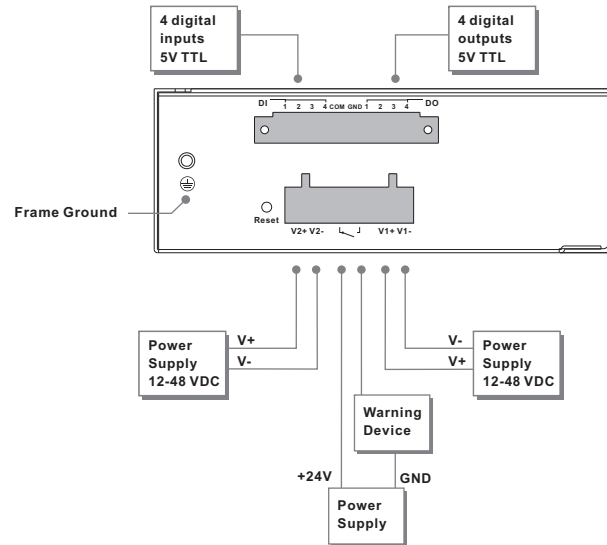 4 digital
inputs
5V TTL
4 digital
outputs
5V TTL
DI 1 2 3 4 COM GND 1 2 3 4 DO
Frame Ground
Reset
V2+ V2- V1+ V1-
Power
Supply
12-48 VDC
V+
V-
V-
V+
Power
Supply
12-48 VDC
Warning
Device
+24V
GND
Power
Supply